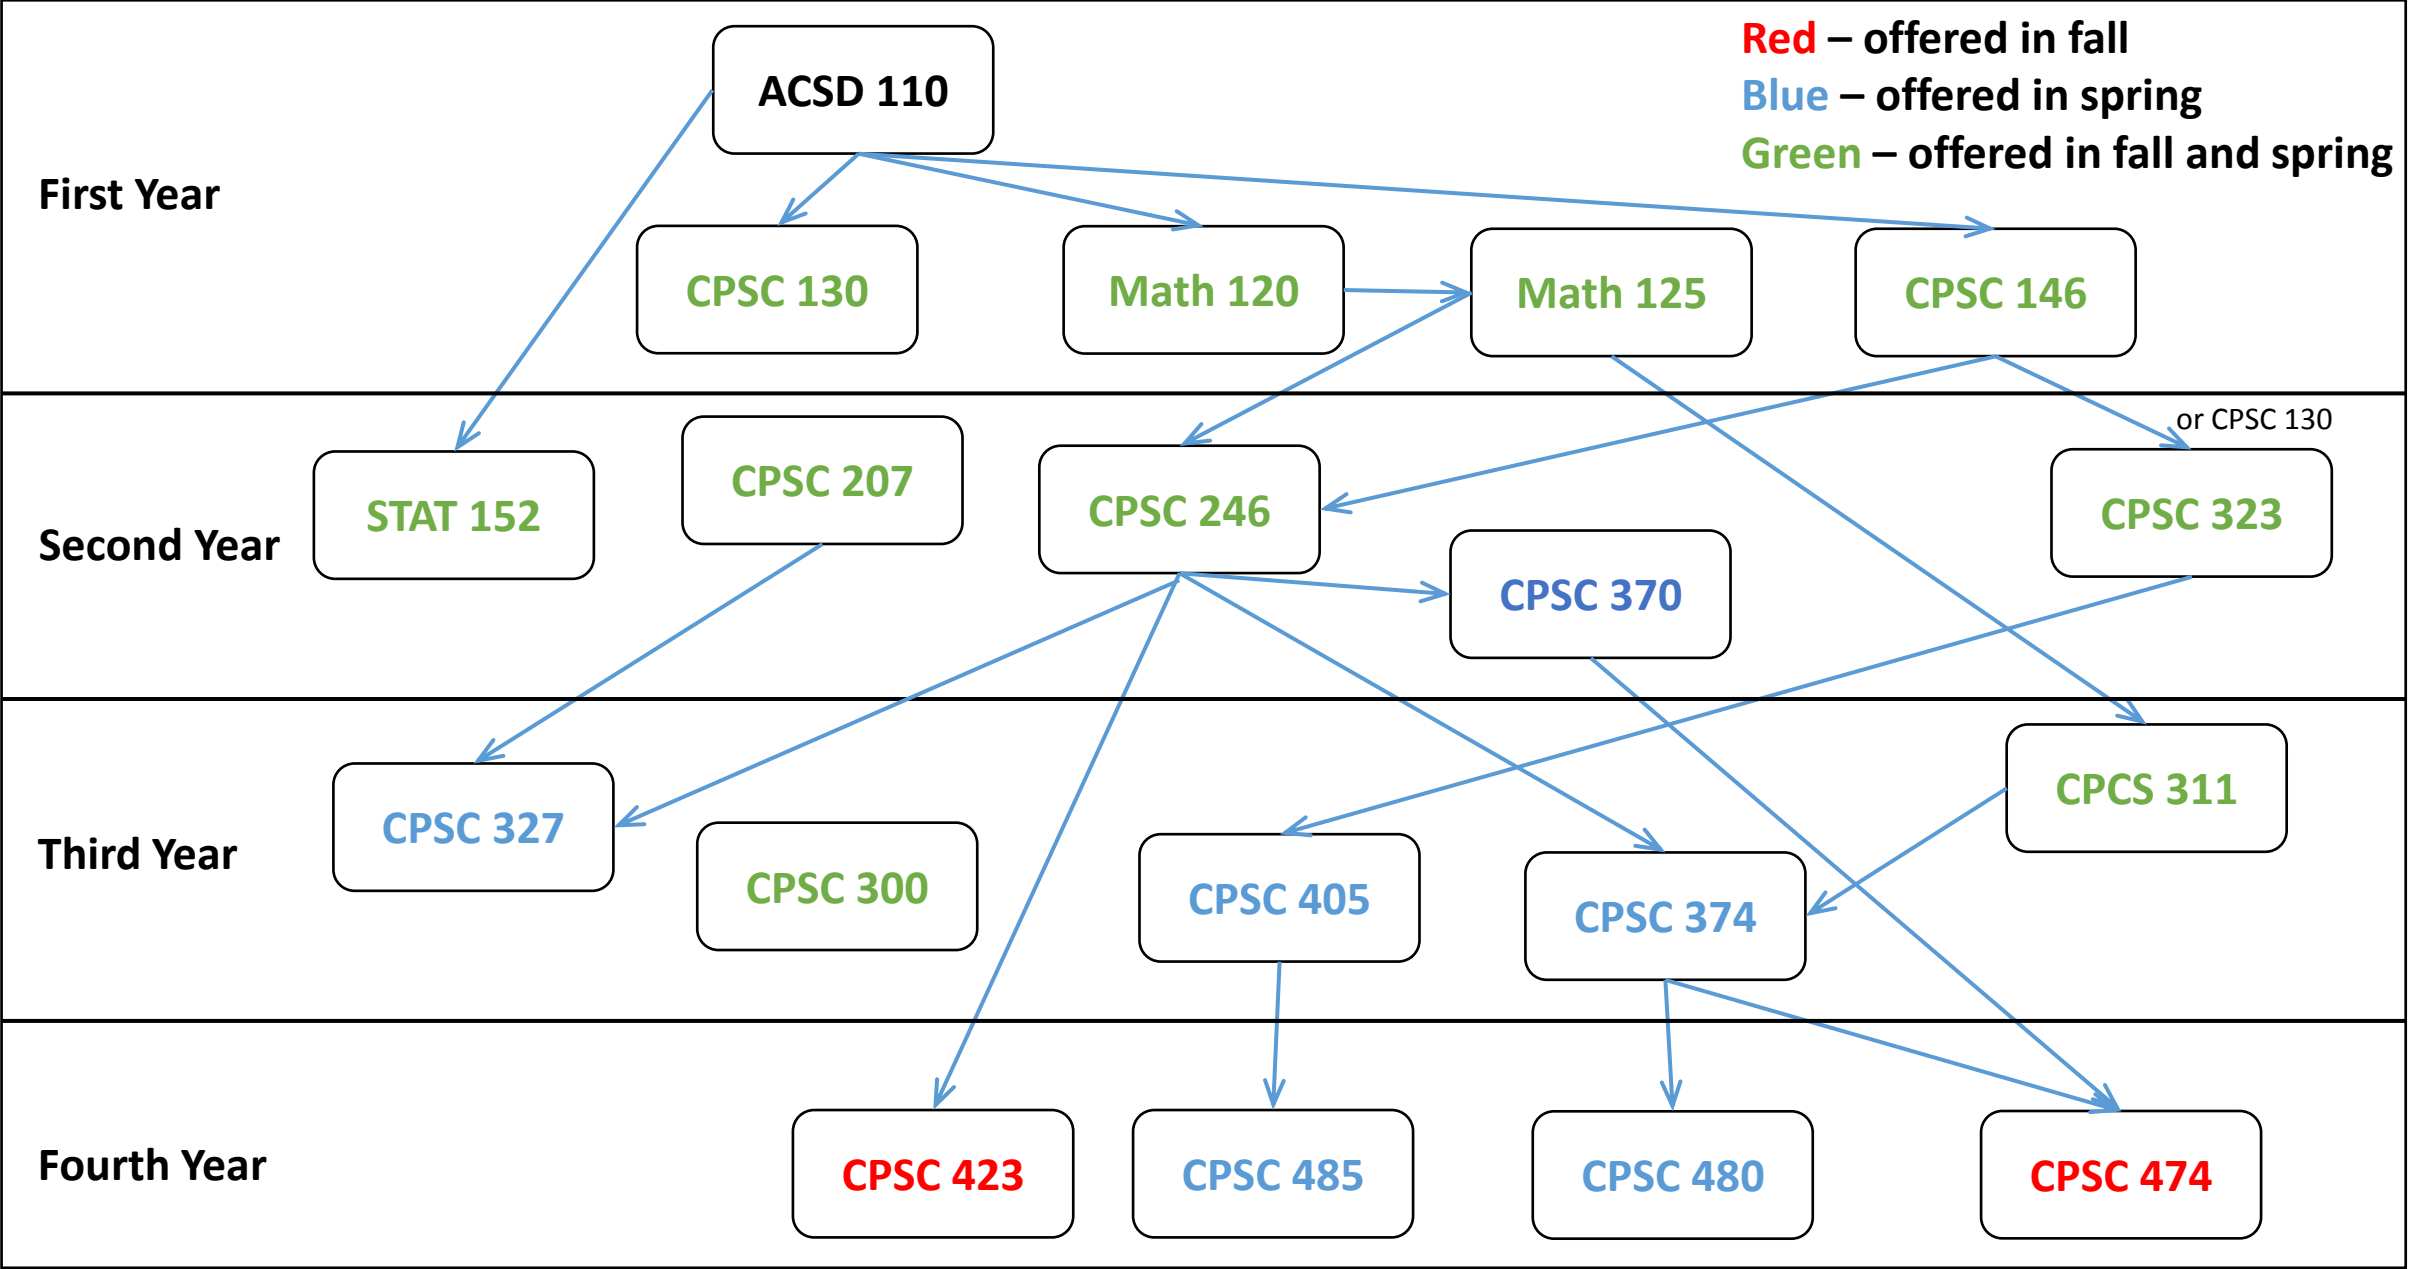 Red – offered in fall
Blue – offered in spring
Green – offered in fall and spring
ACSD 110
First Year
CPSC 130
Math 120
Math 125
CPSC 146
or CPSC 130
STAT 152
CPSC 207
CPSC 246
CPSC 323
Second Year
CPSC 370
CPSC 327
CPCS 311
Third Year
CPSC 300
CPSC 405
CPSC 374
Fourth Year
CPSC 423
CPSC 485
CPSC 480
CPSC 474